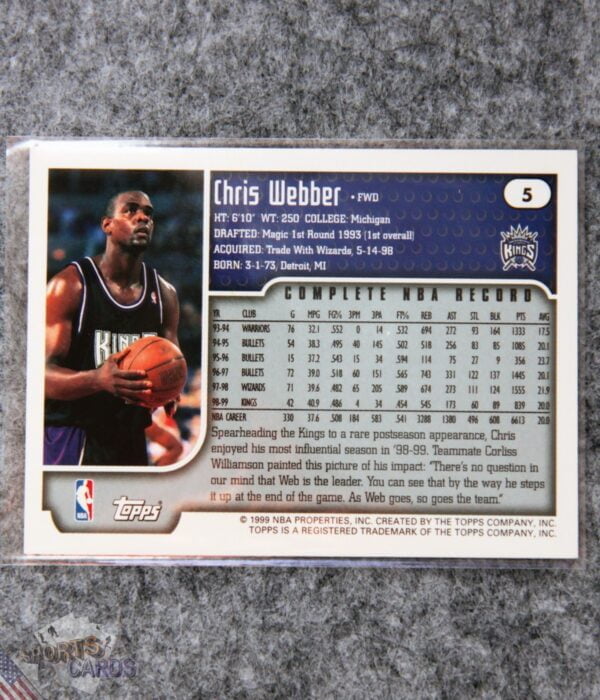 Chris Webber • FWD
5
HT: 6'10" WT: 250 COLLEGE: Michigan
DRAFTED: Magic 1st Round 1993 (1st overall)
ACQUIRED: Trade With Wizards, 5-14-98
BORN: 3-1-73, Detroit, MI
KINGS
COMPLETE NBA RECORD
YR CLUB G MPG FG% 3PM 3PA FT% REB AST STL BLK PTS AVG
93-94 WARRIORS 76 32.1 .552 0 14 .532 694 272 93 164 1333 17.5
94-95 BULLETS 54 38.3 .495 40 145 .502 518 256 83 85 1085 20.1
95-96 BULLETS 15 37.2 .543 15 34 .594 114 75 27 9 356 23.7
96-97 BULLETS 72 39.0 .518 60 151 .565 743 331 122 137 1445 20.1
97-98 WIZARDS 71 39.6 .482 65 205 .589 674 273 111 124 1555 21.9
98-99 KINGS 42 40.9 .486 4 34 .454 545 173 60 89 839 20.0
NBA CAREER 330 37.6 .508 184 583 .541 3288 1380 496 608 6613 20.0
KINGS
Spearheading the Kings to a rare postseason appearance, Chris
enjoyed his most influential season in '98-99. Teammate Corliss
Williamson painted this picture of his impact: "There's no question in
our mind that Web is the leader. You can see that by the way he steps
it up at the end of the game. As Web goes, so goes the team."
NBA
Topps
© 1999 NBA PROPERTIES, INC. CREATED BY THE TOPPS COMPANY, INC.
TOPPS IS A REGISTERED TRADEMARK OF THE TOPPS COMPANY, INC.
SPORTS
CARDS